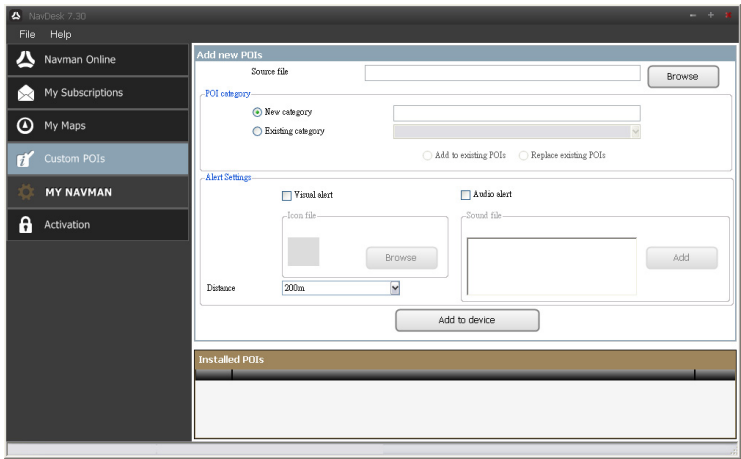 NavDesk 7.30
File Help
Navman Online
My Subscriptions
My Maps
Custom POIs
MY NAVMAN
Activation
Add new POIs
Source file
Browse
POI category
New category
Existing category
Add to existing POIs
Replace existing POIs
Alert Settings
Visual alert
Audio alert
Icon file
Browse
Sound file
Add
Distance
200m
Add to device
Installed POIs